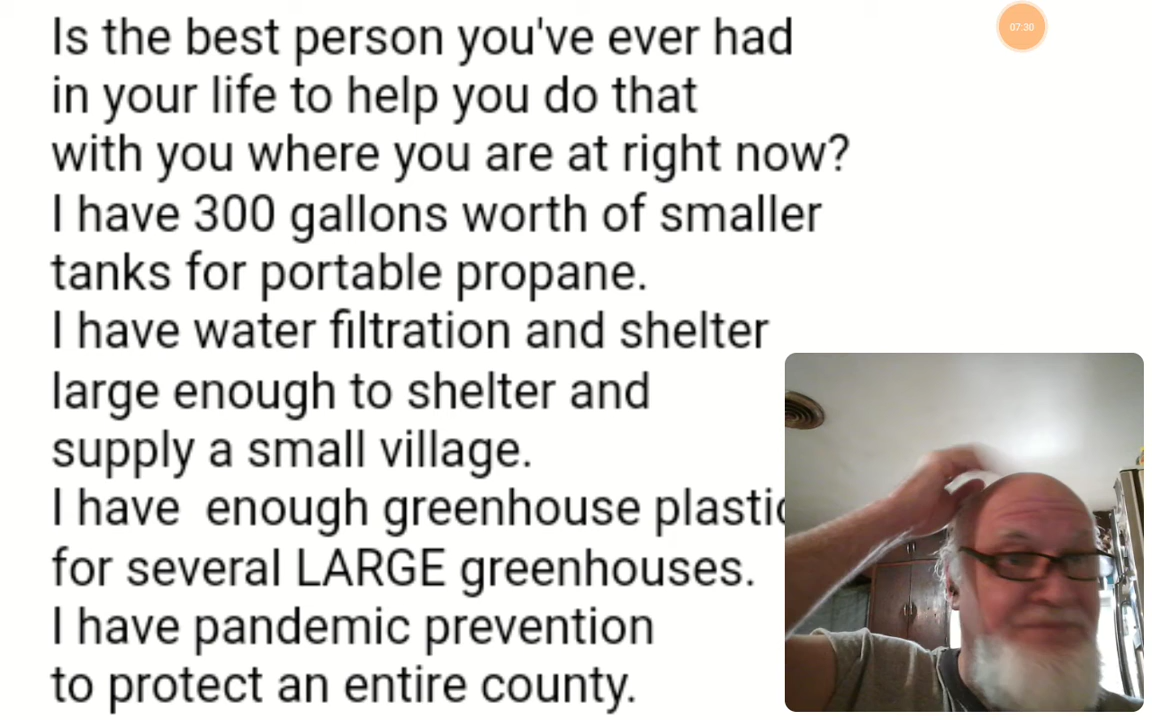 Is the best person you've ever had
in your life to help you do that
with you where you are at right now?
I have 300 gallons worth of smaller
tanks for portable propane.
I have water filtration and shelter
large enough to shelter and
supply a small village.
I have  enough greenhouse plastic
for several LARGE greenhouses.
I have pandemic prevention
to protect an entire county.
07:30